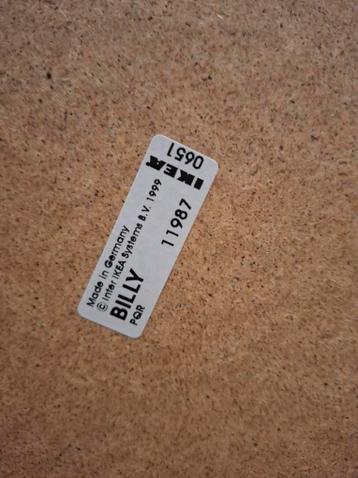 Made in Germany
© Inter IKEA Systems B.V. 1999
BILLY
PQR
11987
IKEA
0651